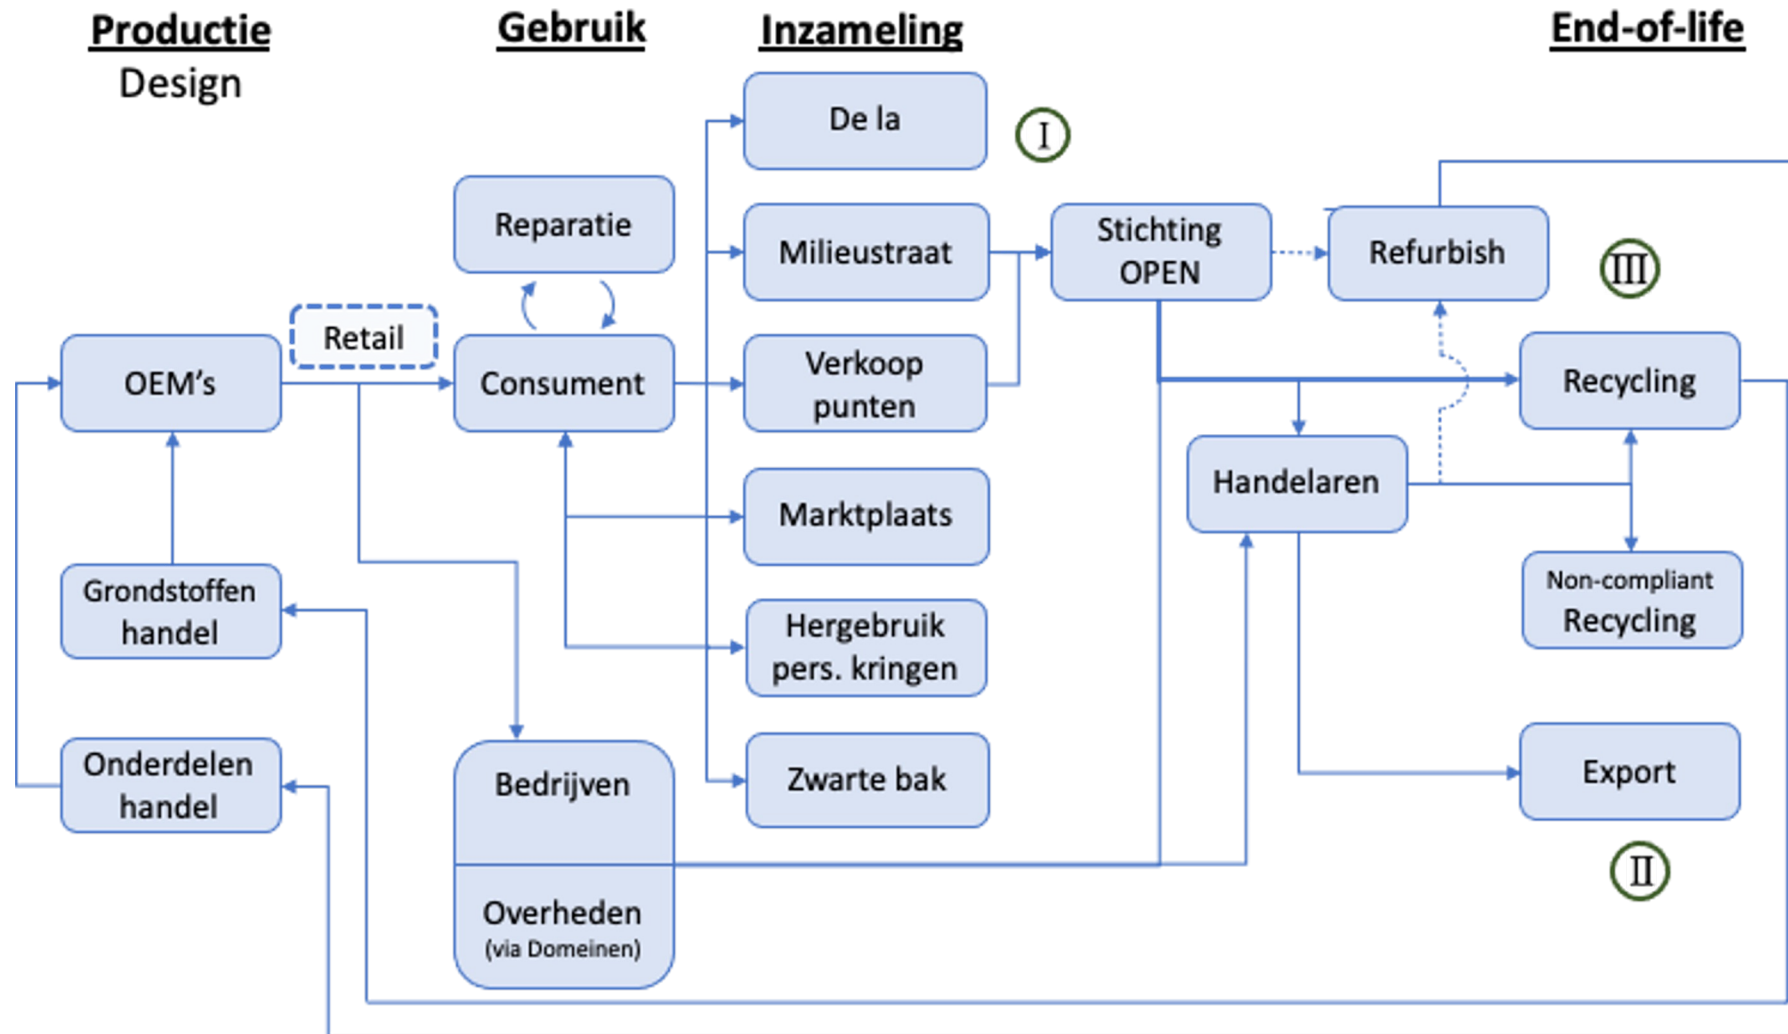 Productie
Design
Gebruik
Inzameling
End-of-life
De la
I
Reparatie
Milieustraat
Stichting
OPEN
Refurbish
III
Retail
OEM's
Consument
Verkoop
punten
Recycling
Handelaren
Marktplaats
Grondstoffen
handel
Hergebruik
pers. kringen
Non-compliant
Recycling
Onderdelen
handel
Bedrijven
Zwarte bak
Export
II
Overheden
(via Domeinen)